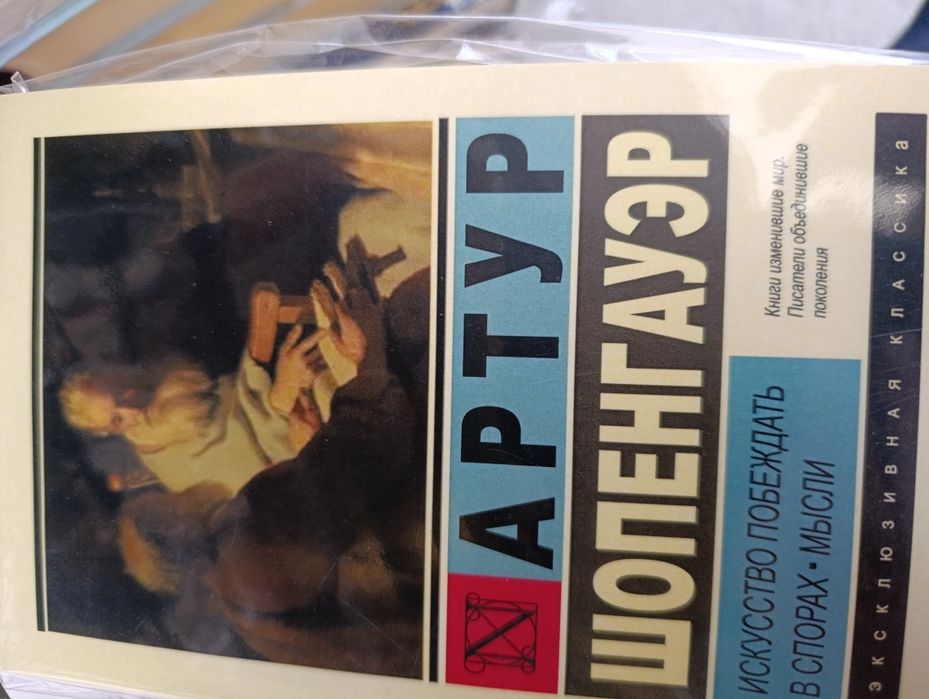 АРТУР
ШОПЕНГАУЭР
ИСКУССТВО ПОБЕЖДАТЬ
В СПОРАХ • МЫСЛИ
Книги изменившие мир.
Писатели объединившие
поколения
ЭКСКЛЮЗИВНАЯ КЛАССИКА